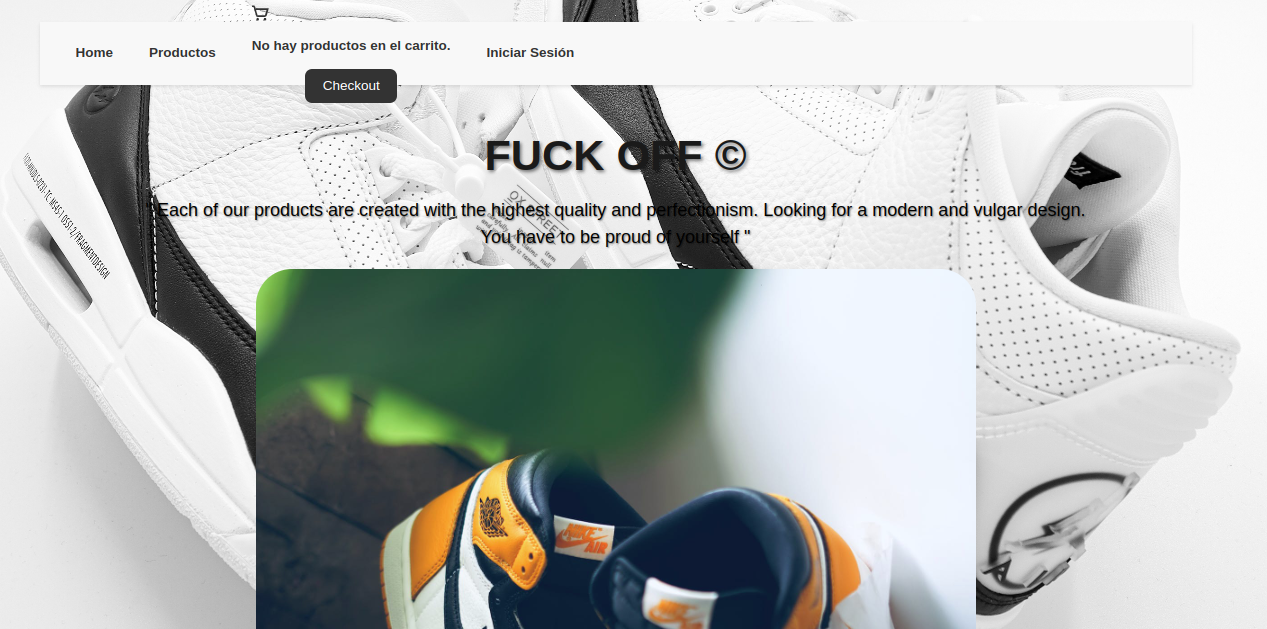 Home
Productos
No hay productos en el carrito.
Checkout
Iniciar Sesión
FUCK OFF ©
Each of our products are created with the highest quality and perfectionism. Looking for a modern and vulgar design.
You have to be proud of yourself "
NIKE
AIR